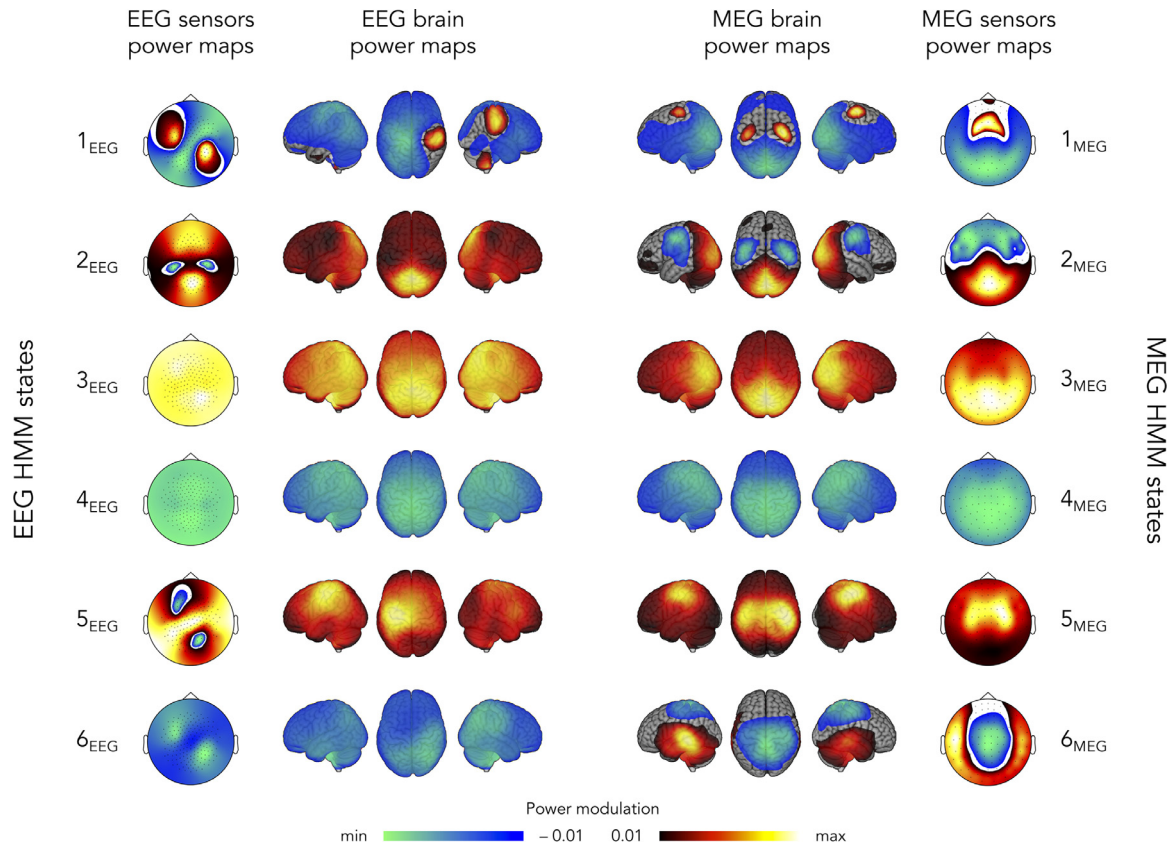 EEG sensors
power maps
EEG brain
power maps
MEG brain
power maps
MEG sensors
power maps
EEG HMM states
MEG HMM states
1EEG
1MEG
2EEG
2MEG
3EEG
3MEG
4EEG
4MEG
5EEG
5MEG
6EEG
6MEG
Power modulation
min – 0.01 0.01 max